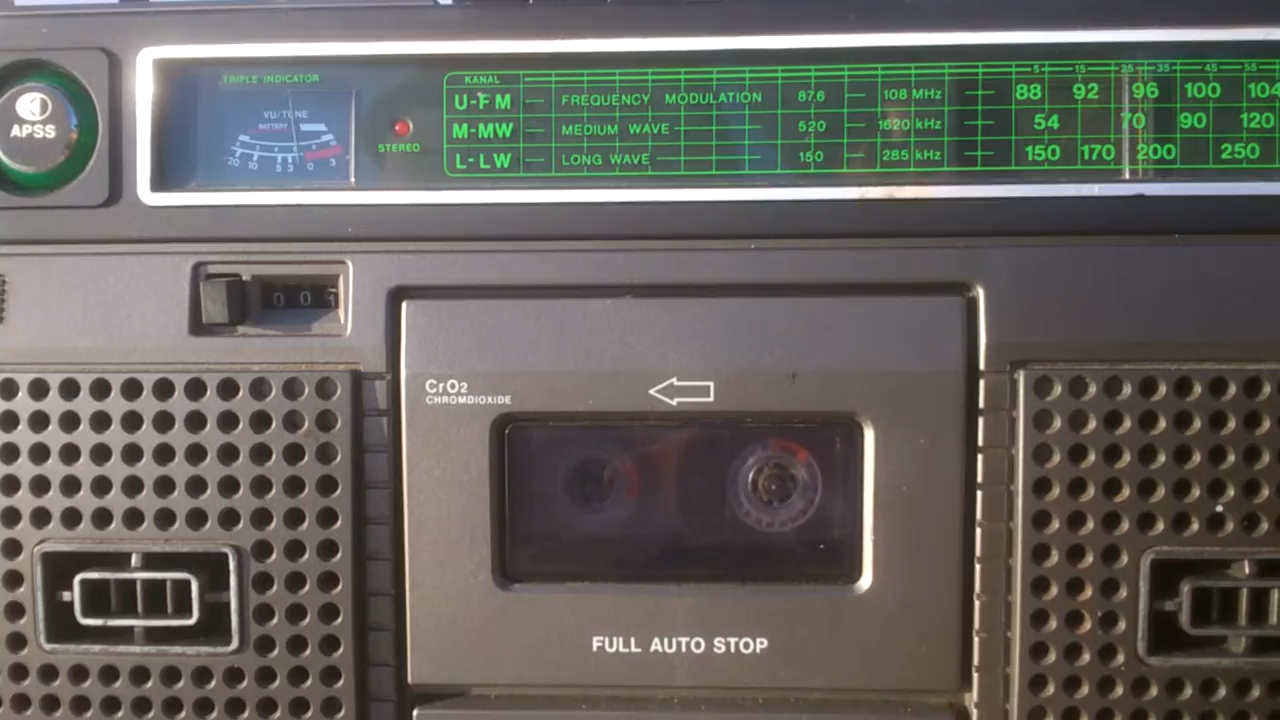 TRIPLE INDICATOR
VU/TUNE
BATTERY
20 10 5 3 0 3
APSS
STEREO
KANAL 5 15 25 35 45 55
U-FM — FREQUENCY MODULATION 87.6 — 108 MHz — 88 92 96 100 104
M-MW — MEDIUM WAVE — 520 — 1620 kHz — 54 70 90 120
L-LW — LONG WAVE 150 — 285 kHz — 150 170 200 250
0 0 1
CrO2
CHROMDIOXIDE
FULL AUTO STOP